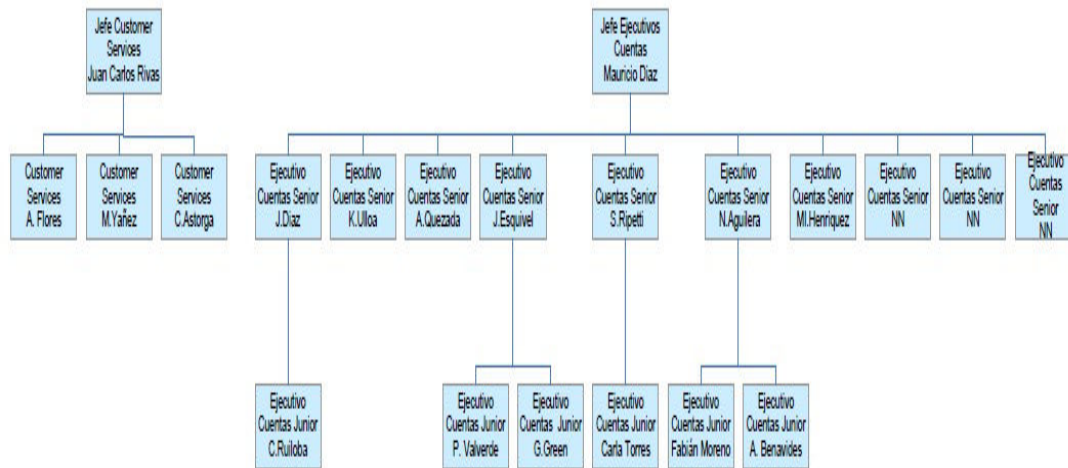 Jefe Customer
Services
Juan Carlos Rivas
Jefe Ejecutivos
Cuentas
Mauricio Diaz
Customer
Services
A. Flores
Customer
Services
M.Yañez
Customer
Services
C.Astorga
Ejecutivo
Cuentas Senior
J.Diaz
Ejecutivo
Cuentas Senior
K.Ulloa
Ejecutivo
Cuentas Senior
A.Quezada
Ejecutivo
Cuentas Senior
J.Esquivel
Ejecutivo
Cuentas Senior
S.Ripetti
Ejecutivo
Cuentas Senior
N.Aguilera
Ejecutivo
Cuentas Senior
MI.Henriquez
Ejecutivo
Cuentas Senior
NN
Ejecutivo
Cuentas Senior
NN
Ejecutivo
Cuentas
Senior
NN
Ejecutivo
Cuentas Junior
C.Ruiloba
Ejecutivo
Cuentas Junior
P. Valverde
Ejecutivo
Cuentas Junior
G.Green
Ejecutivo
Cuentas Junior
Carla Torres
Ejecutivo
Cuentas Junior
Fabián Moreno
Ejecutivo
Cuentas Junior
A. Benavides